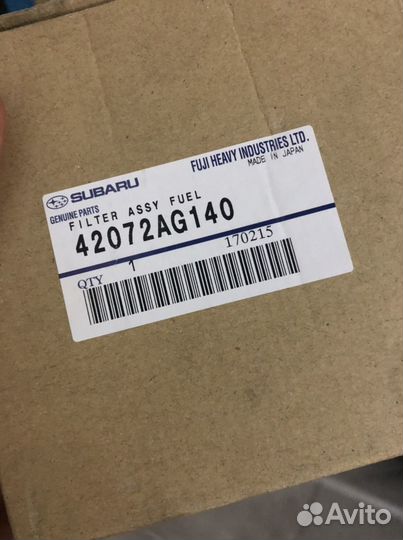 SUBARU
FUJI HEAVY INDUSTRIES LTD.
GENUINE PARTS
MADE IN JAPAN
FILTER ASSY FUEL
42072AG140
QTY 1 170215
Avito